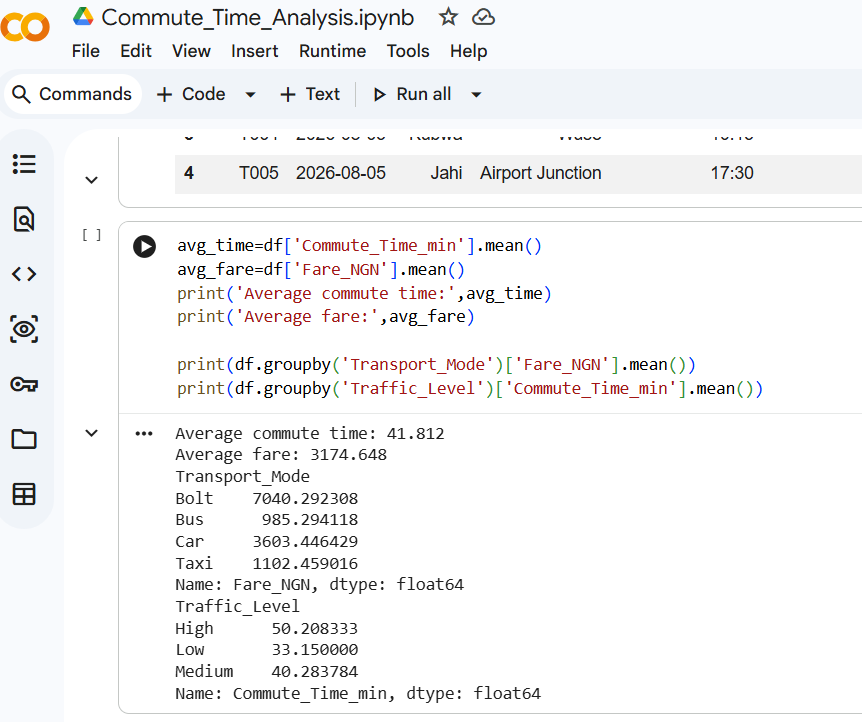 Commute_Time_Analysis.ipynb
File Edit View Insert Runtime Tools Help
Commands + Code + Text Run all
4 T005 2026-08-05 Jahi Airport Junction 17:30
[ ]
avg_time=df['Commute_Time_min'].mean()
avg_fare=df['Fare_NGN'].mean()
print('Average commute time:',avg_time)
print('Average fare:',avg_fare)
print(df.groupby('Transport_Mode')['Fare_NGN'].mean())
print(df.groupby('Traffic_Level')['Commute_Time_min'].mean())
Average commute time: 41.812
Average fare: 3174.648
Transport_Mode
Bolt 7040.292308
Bus 985.294118
Car 3603.446429
Taxi 1102.459016
Name: Fare_NGN, dtype: float64
Traffic_Level
High 50.208333
Low 33.150000
Medium 40.283784
Name: Commute_Time_min, dtype: float64